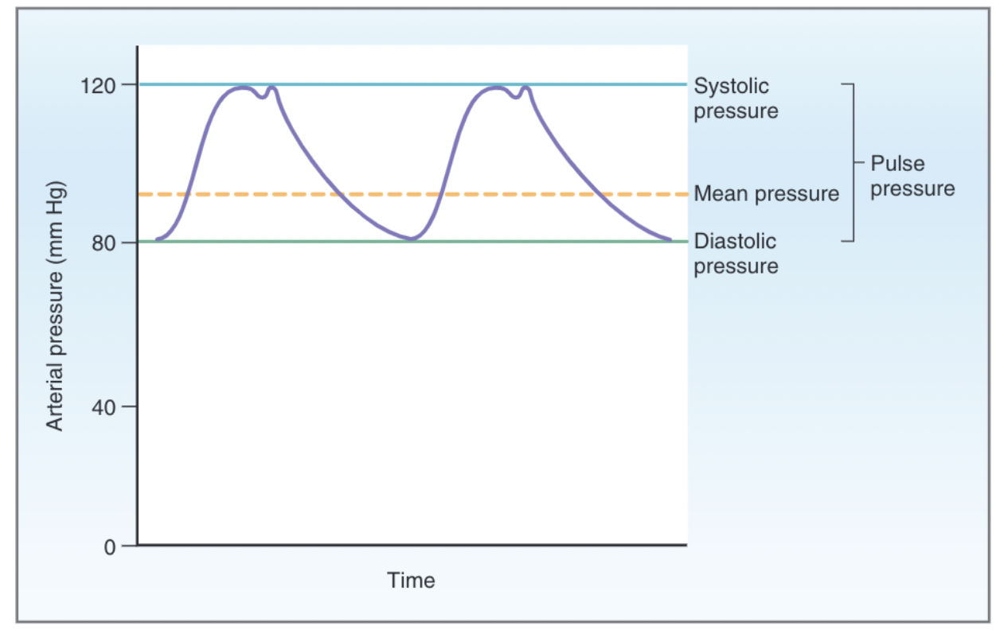 120
80
40
0
Arterial pressure (mm Hg)
Time
Systolic
pressure
Mean pressure
Diastolic
pressure
Pulse
pressure